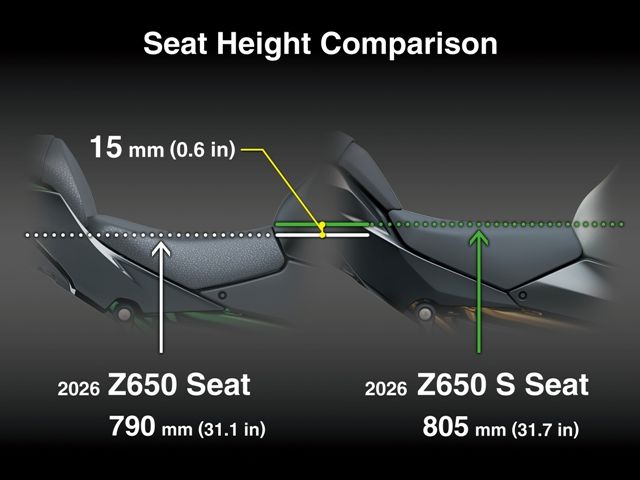 Seat Height Comparison
15 mm (0.6 in)
2026 Z650 Seat
790 mm (31.1 in)
2026 Z650 S Seat
805 mm (31.7 in)